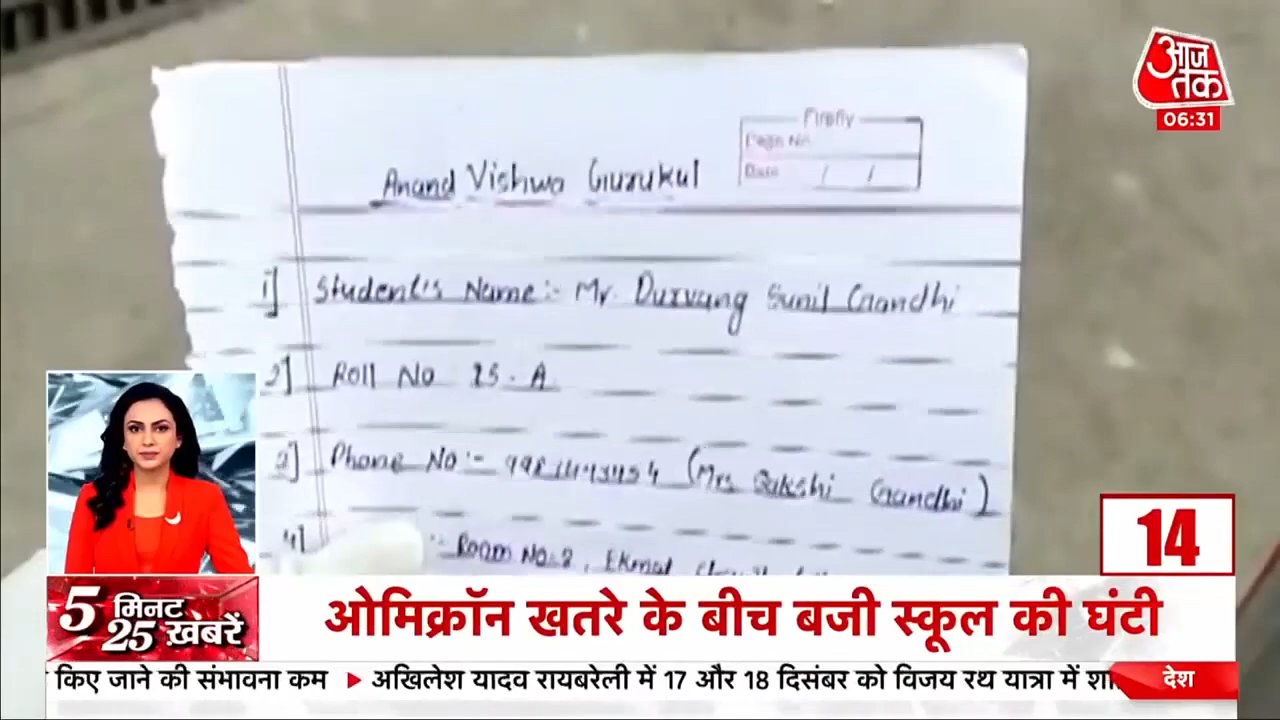 आज तक
06:31
Firefly
Page No.
Date / /
Anand Vishwa Gurukul
1] Student's Name:- Mr. Durvang Sunil Gandhi
2] Roll No 25-A
3] Phone No:- (Mrs Sakshi Gandhi)
4] :- Room No:2,
14
5 मिनट
25 ख़बरें
ओमिक्रॉन खतरे के बीच बजी स्कूल की घंटी
किए जाने की संभावना कम ▶ अखिलेश यादव रायबरेली में 17 और 18 दिसंबर को विजय रथ यात्रा में
देश